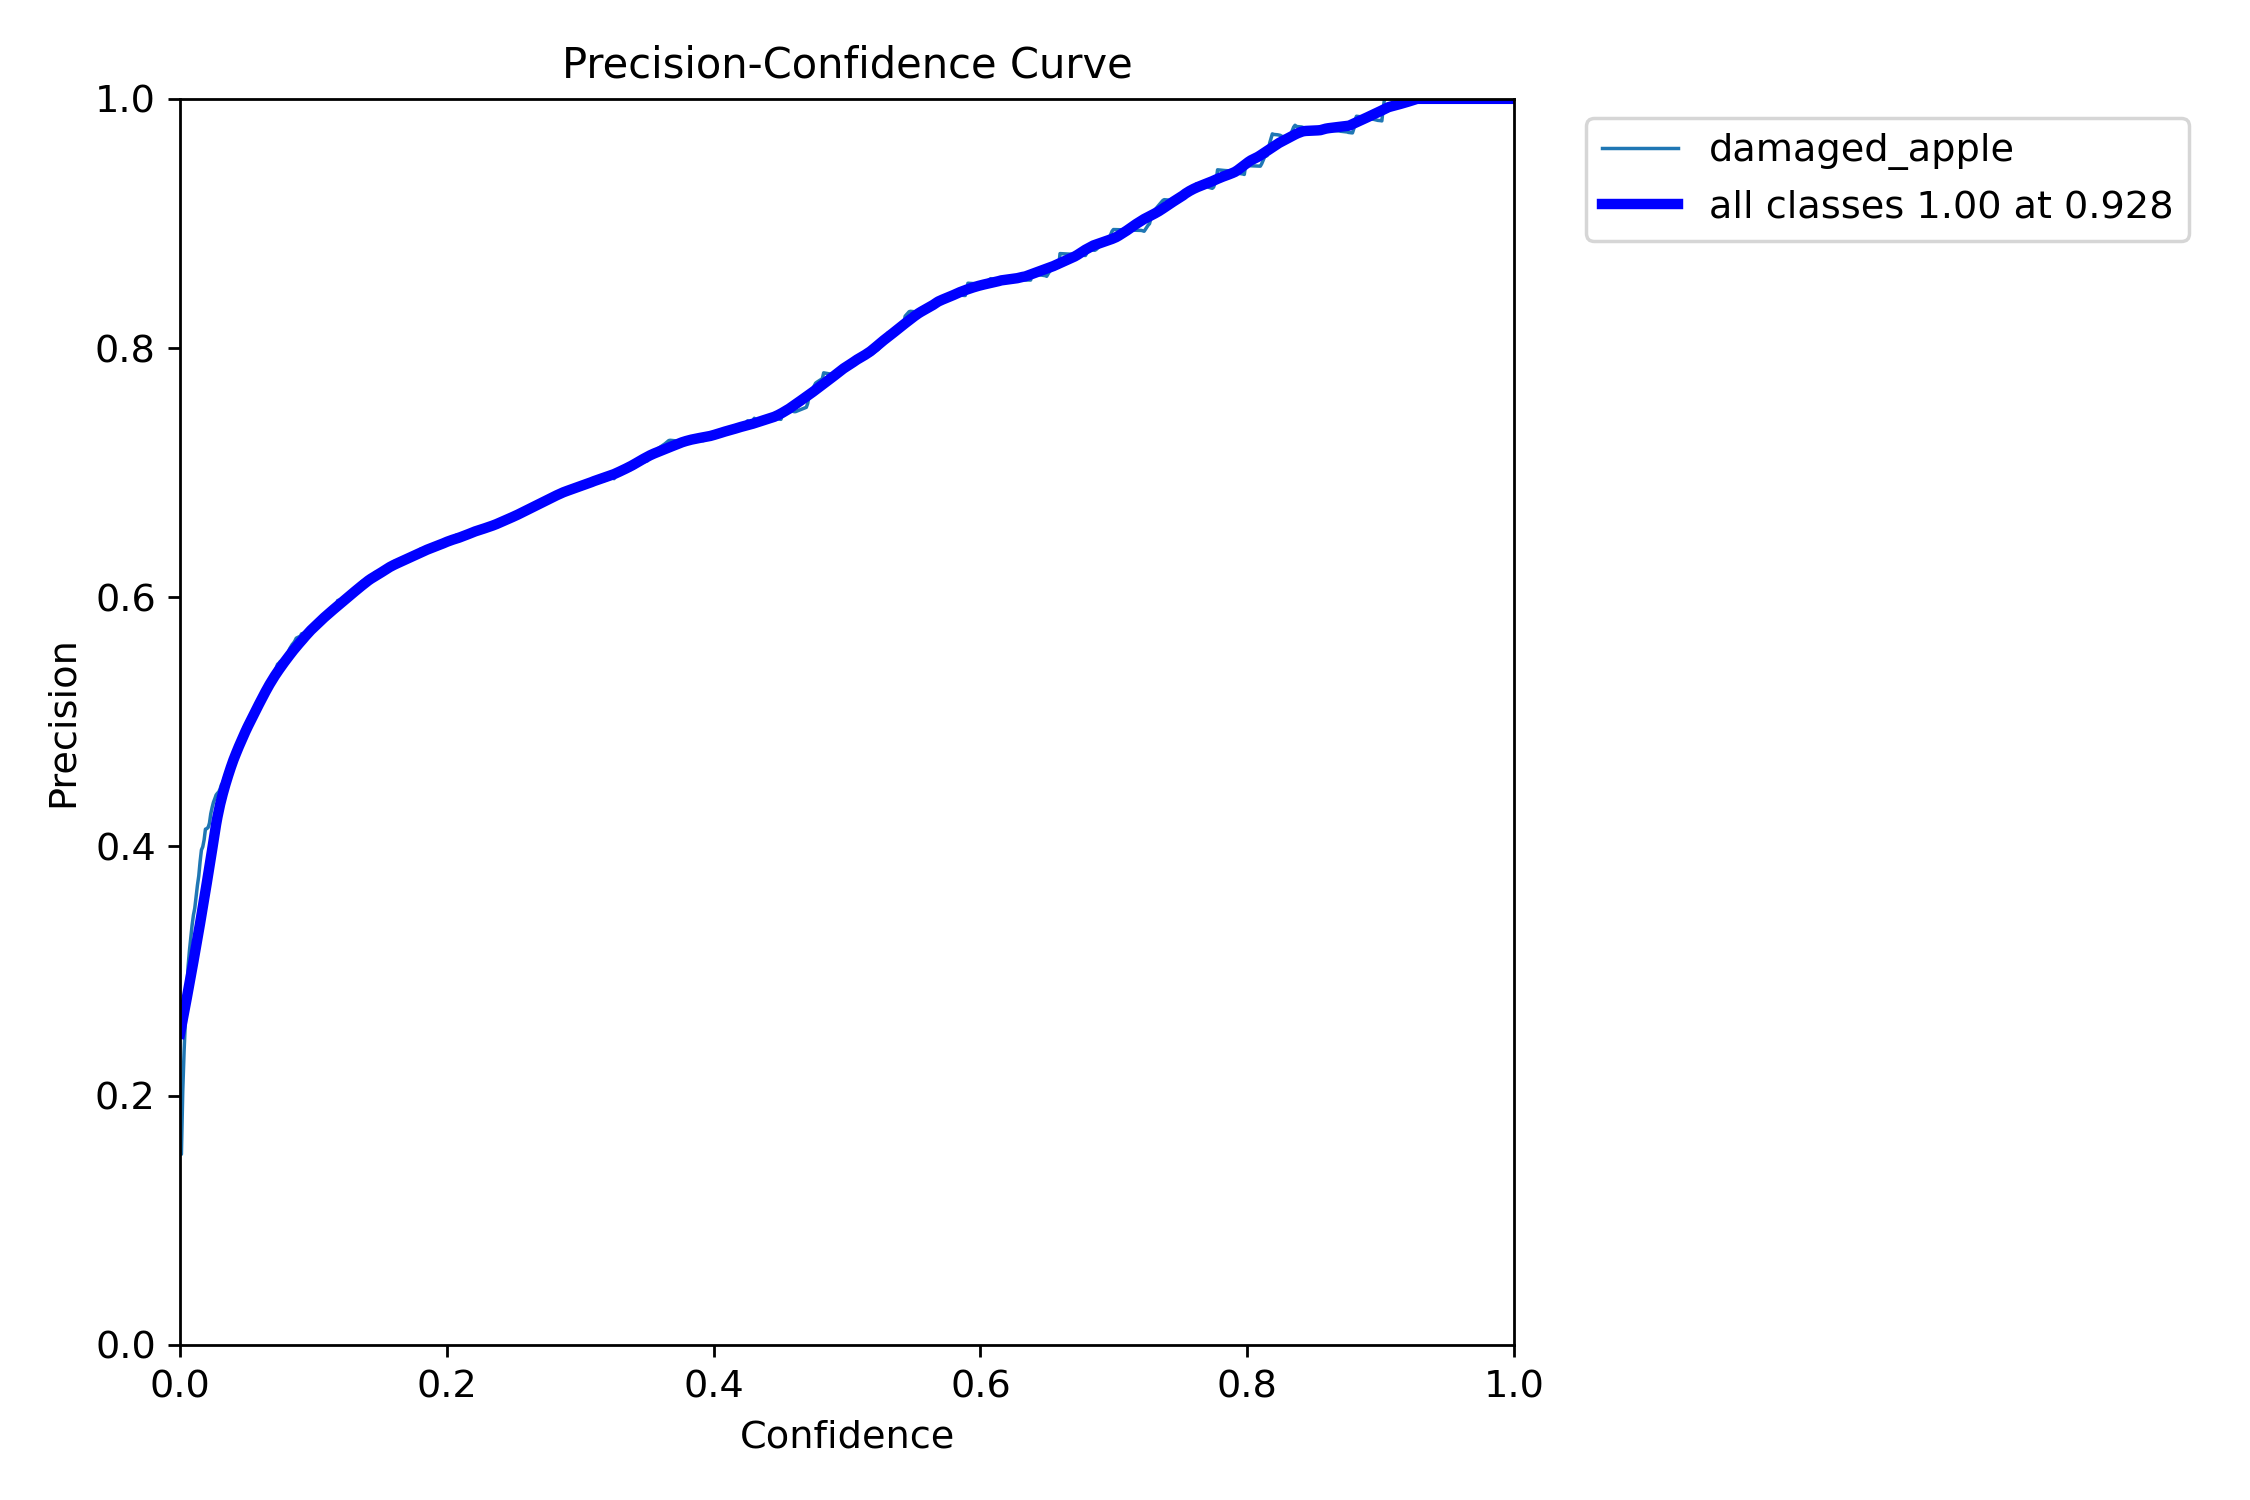 Precision-Confidence Curve
1.0
0.8
0.6
0.4
0.2
0.0
Precision
0.0 0.2 0.4 0.6 0.8 1.0
Confidence
damaged_apple
all classes 1.00 at 0.928